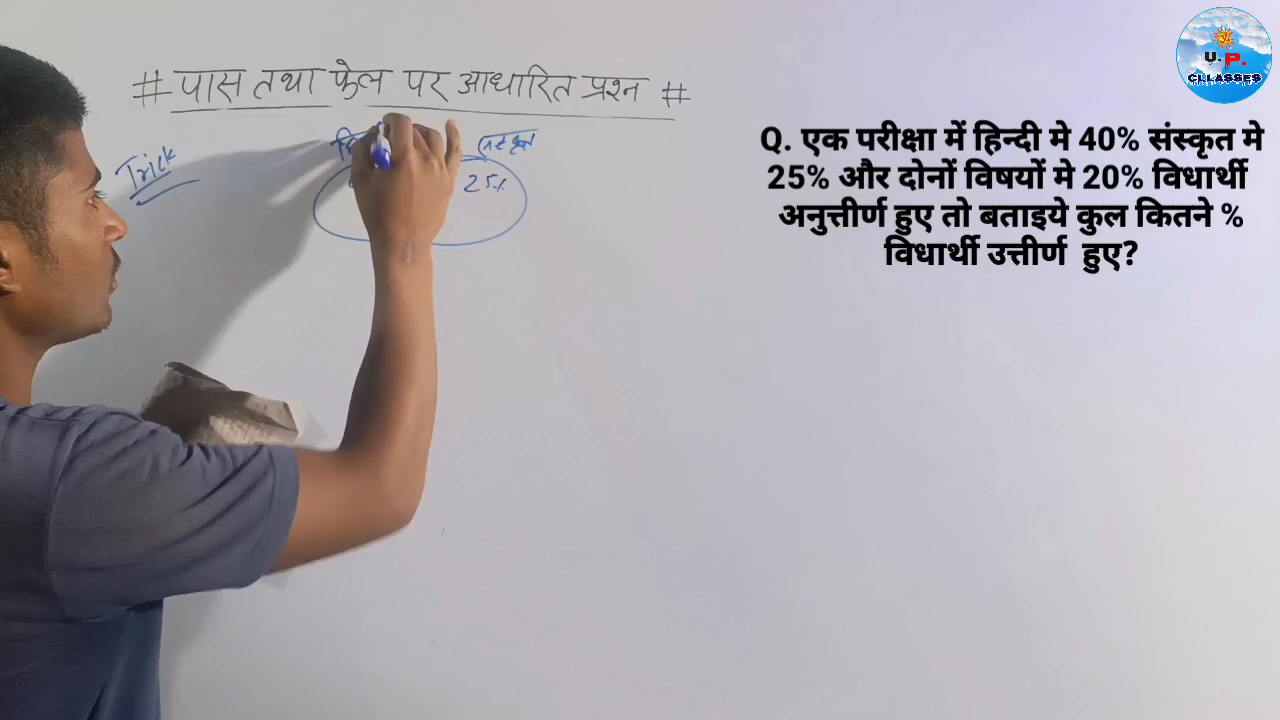 # पास तथा फेल पर आधारित प्रश्न #
Trick
संस्कृत
25%
U.P.
CLLASSES
Q. एक परीक्षा में हिन्दी मे 40% संस्कृत मे
25% और दोनों विषयों मे 20% विधार्थी
अनुत्तीर्ण हुए तो बताइये कुल कितने %
विधार्थी उत्तीर्ण हुए?